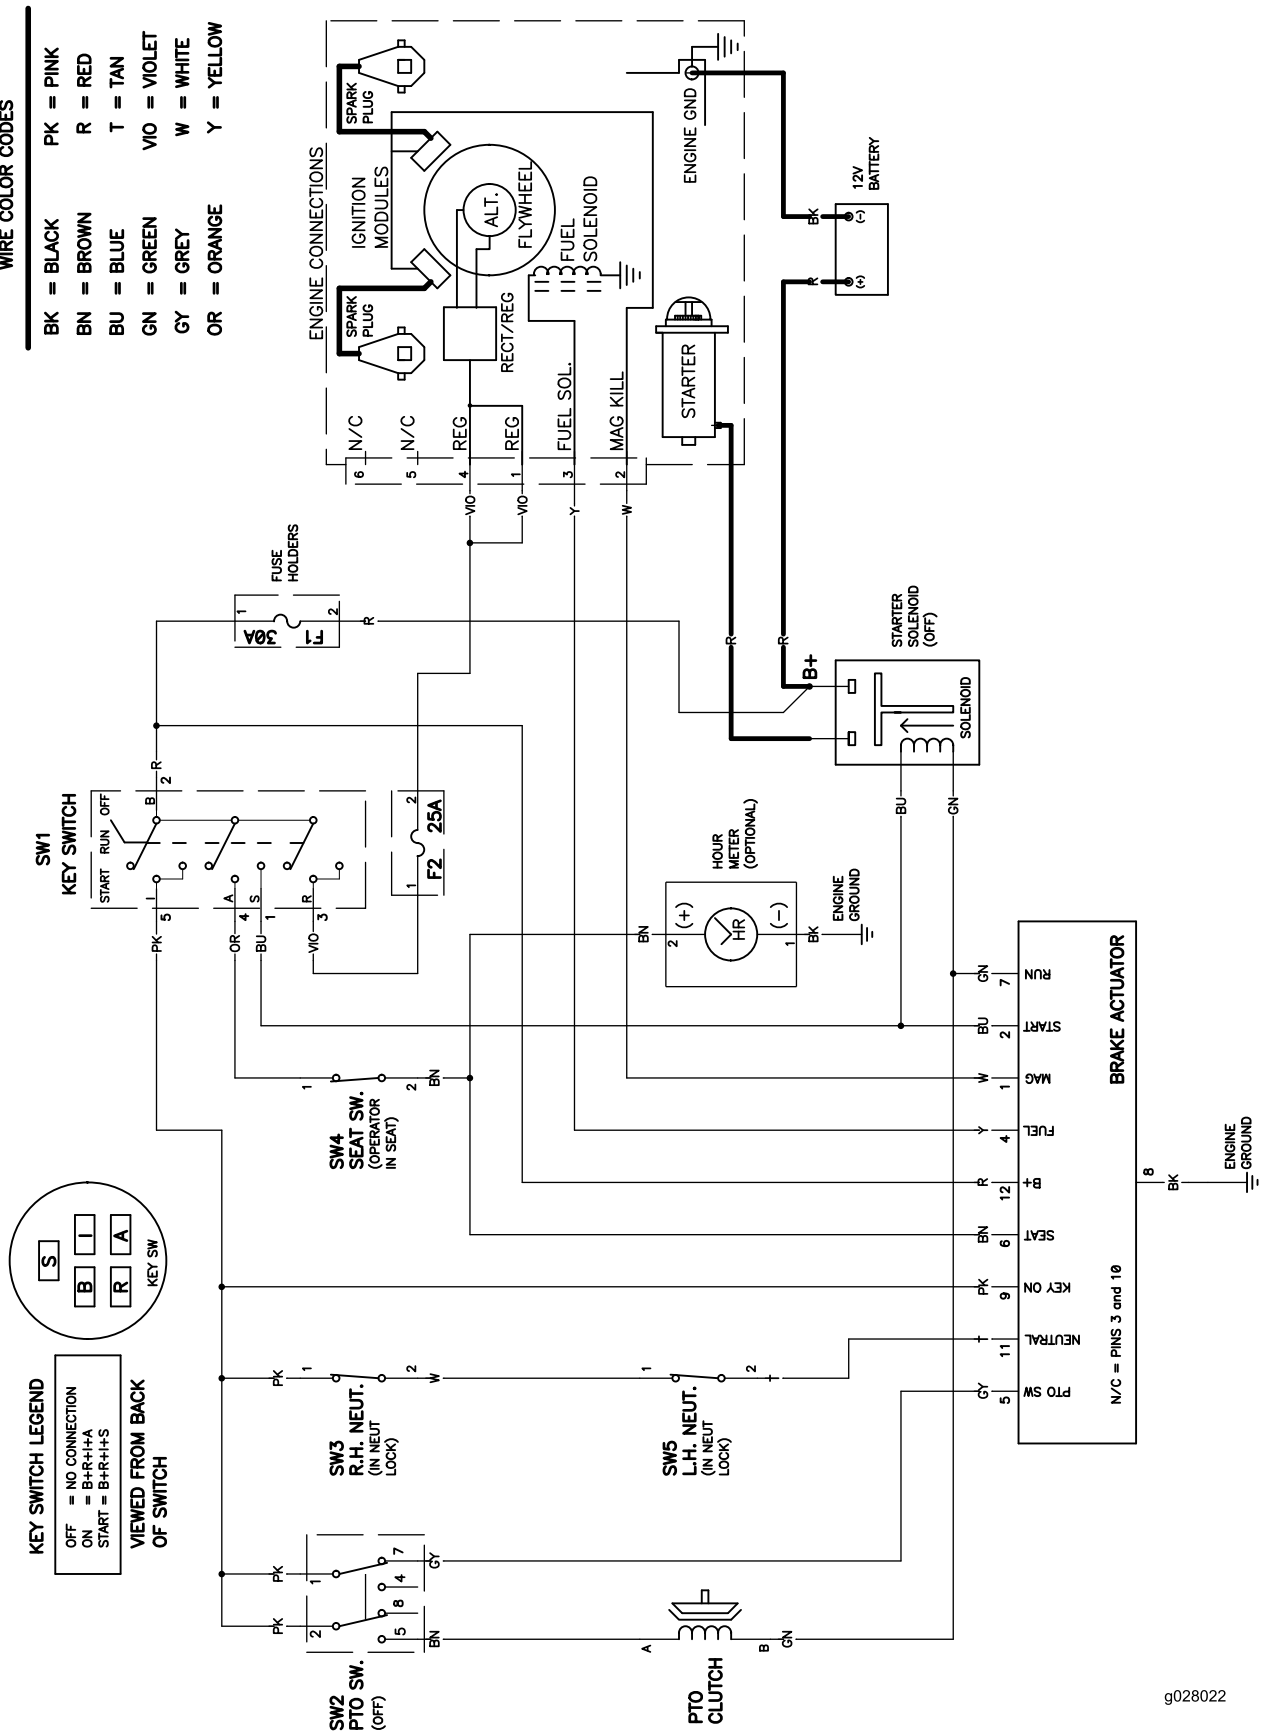 WIRE COLOR CODES
BK = BLACK
BN = BROWN
BU = BLUE
GN = GREEN
GY = GREY
OR = ORANGE
PK = PINK
R = RED
T = TAN
VIO = VIOLET
W = WHITE
Y = YELLOW
ENGINE CONNECTIONS
SPARK
PLUG
IGNITION
MODULES
SPARK
PLUG
ALT.
FLYWHEEL
FUEL
SOLENOID
RECT/REG
ENGINE GND
STARTER
N/C
N/C
REG
REG
FUEL SOL.
MAG KILL
6
5
4
1
3
2
VIO
VIO
Y
W
12V
BATTERY
BK
(-)
R
(+)
FUSE
HOLDERS
1
2
30A
F1
R
R
R
B+
STARTER
SOLENOID
(OFF)
SOLENOID
BU
GN
SW1
KEY SWITCH
START RUN OFF
R
2
B
I
A
S
R
5
4
1
3
PK
OR
BU
VIO
2
25A
F2
1
HOUR
METER
(OPTIONAL)
BN
2
(+)
HR
(-)
1
BK
ENGINE
GROUND
1
2
BN
SW4
SEAT SW.
(OPERATOR
IN SEAT)
S
B
I
R
A
KEY SW
KEY SWITCH LEGEND
OFF = NO CONNECTION
ON = B+R+I+A
START = B+R+I+S
VIEWED FROM BACK
OF SWITCH
PK
1
2
W
SW3
R.H. NEUT.
(IN NEUT
LOCK)
1
2
T
SW5
L.H. NEUT.
(IN NEUT
LOCK)
PK
PK
1
2
7
4
8
5
GY
BN
SW2
PTO SW.
(OFF)
A
B
GN
PTO
CLUTCH
GN
7
RUN
BU
2
START
W
1
MAG
Y
4
FUEL
R
12
B+
BN
6
SEAT
PK
9
KEY ON
T
11
NEUTRAL
GY
5
PTO SW
BRAKE ACTUATOR
N/C = PINS 3 and 10
8
BK
ENGINE
GROUND
g028022